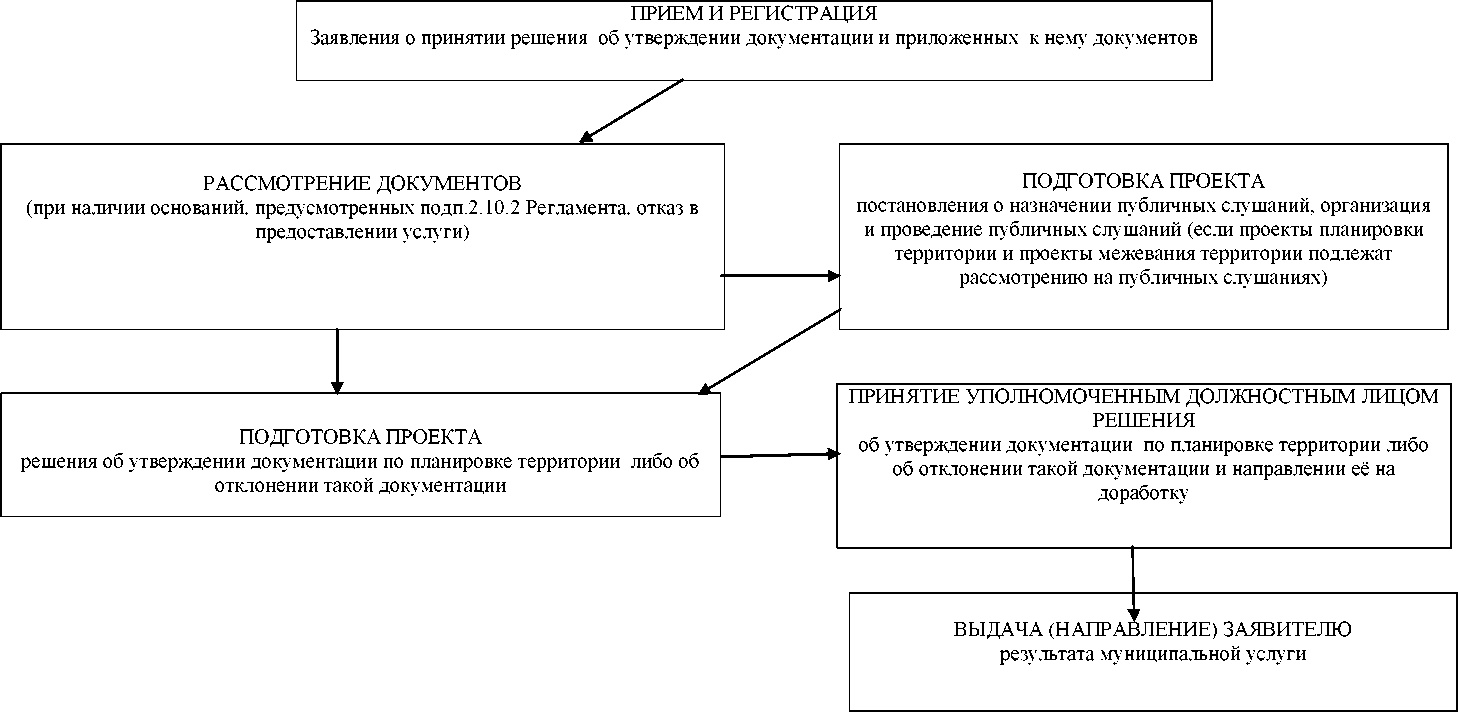 ПРИЕМ И РЕГИСТРАЦИЯ
Заявления о принятии решения об утверждении документации и приложенных к нему документов
РАССМОТРЕНИЕ ДОКУМЕНТОВ
(при наличии оснований, предусмотренных подп.2.10.2 Регламента, отказ в
предоставлении услуги)
ПОДГОТОВКА ПРОЕКТА
постановления о назначении публичных слушаний, организация
и проведение публичных слушаний (если проекты планировки
территории и проекты межевания территории подлежат
рассмотрению на публичных слушаниях)
ПОДГОТОВКА ПРОЕКТА
решения об утверждении документации по планировке территории либо об
отклонении такой документации
ПРИНЯТИЕ УПОЛНОМОЧЕННЫМ ДОЛЖНОСТНЫМ ЛИЦОМ
РЕШЕНИЯ
об утверждении документации по планировке территории либо
об отклонении такой документации и направлении её на
доработку
ВЫДАЧА (НАПРАВЛЕНИЕ) ЗАЯВИТЕЛЮ
результата муниципальной услуги